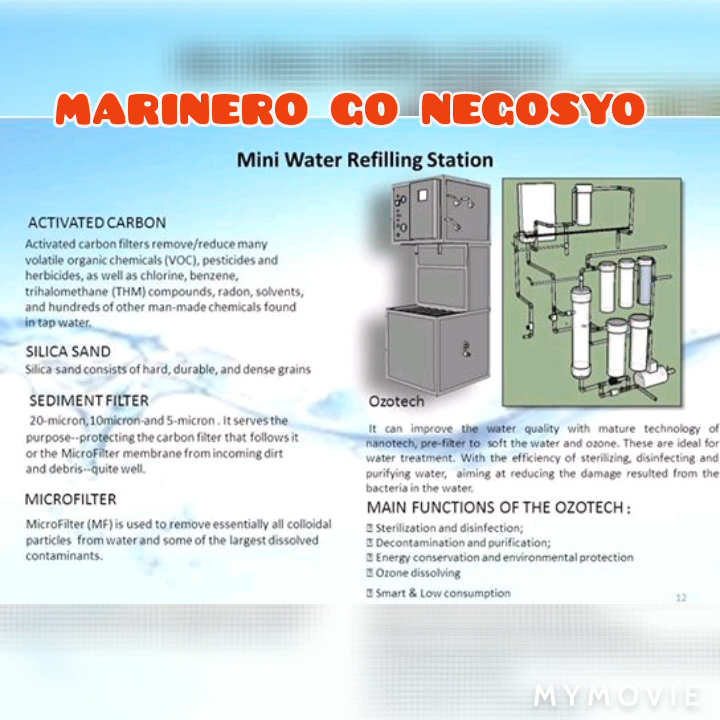 MARINERO GO NEGOSYO
Mini Water Refilling Station
ACTIVATED CARBON
Activated carbon filters remove/reduce many
volatile organic chemicals (VOC), pesticides and
herbicides, as well as chlorine, benzene,
trihalomethane (THM) compounds, radon, solvents,
and hundreds of other man-made chemicals found
in tap water.
SILICA SAND
Silica sand consists of hard, durable, and dense grains
SEDIMENT FILTER
20-micron,10micron-and 5-micron . It serves the
purpose--protecting the carbon filter that follows it
or the MicroFilter membrane from incoming dirt
and debris--quite well.
MICROFILTER
MicroFilter (MF) is used to remove essentially all colloidal
particles from water and some of the largest dissolved
contaminants.
Ozotech
It can improve the water quality with mature technology of
nanotech, pre-filter to soft the water and ozone. These are ideal for
water treatment. With the efficiency of sterilizing, disinfecting and
purifying water, aiming at reducing the damage resulted from the
bacteria in the water.
MAIN FUNCTIONS OF THE OZOTECH :
Sterilization and disinfection;
Decontamination and purification;
Energy conservation and environmental protection
Ozone dissolving
Smart & Low consumption
12
MYMOVIE